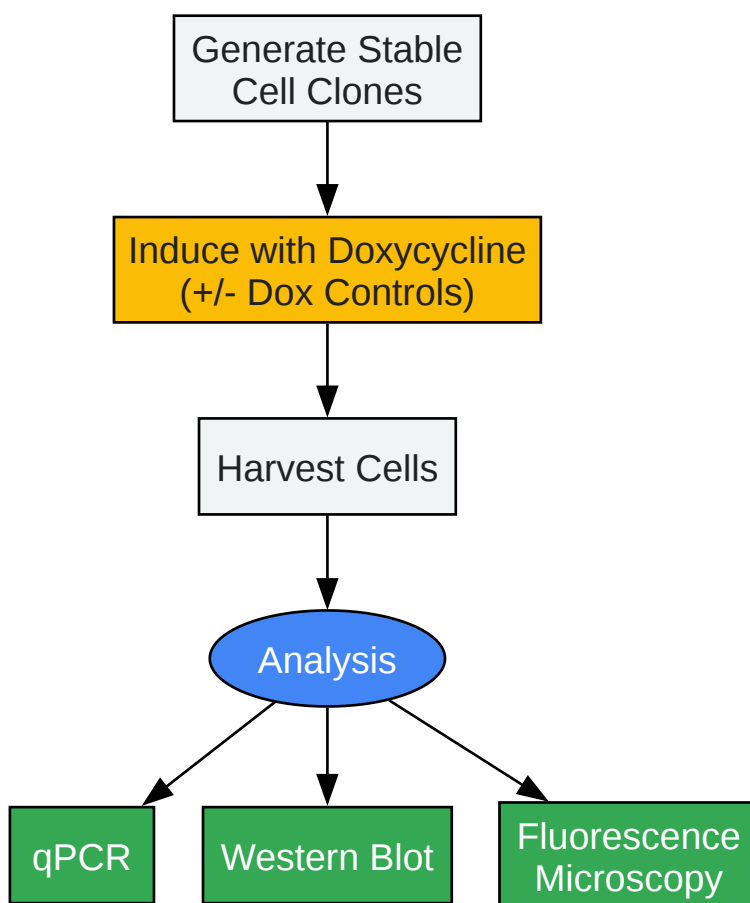 Generate Stable
Cell Clones
Induce with Doxycycline
(+/- Dox Controls)
Harvest Cells
Analysis
qPCR
Western Blot
Fluorescence
Microscopy